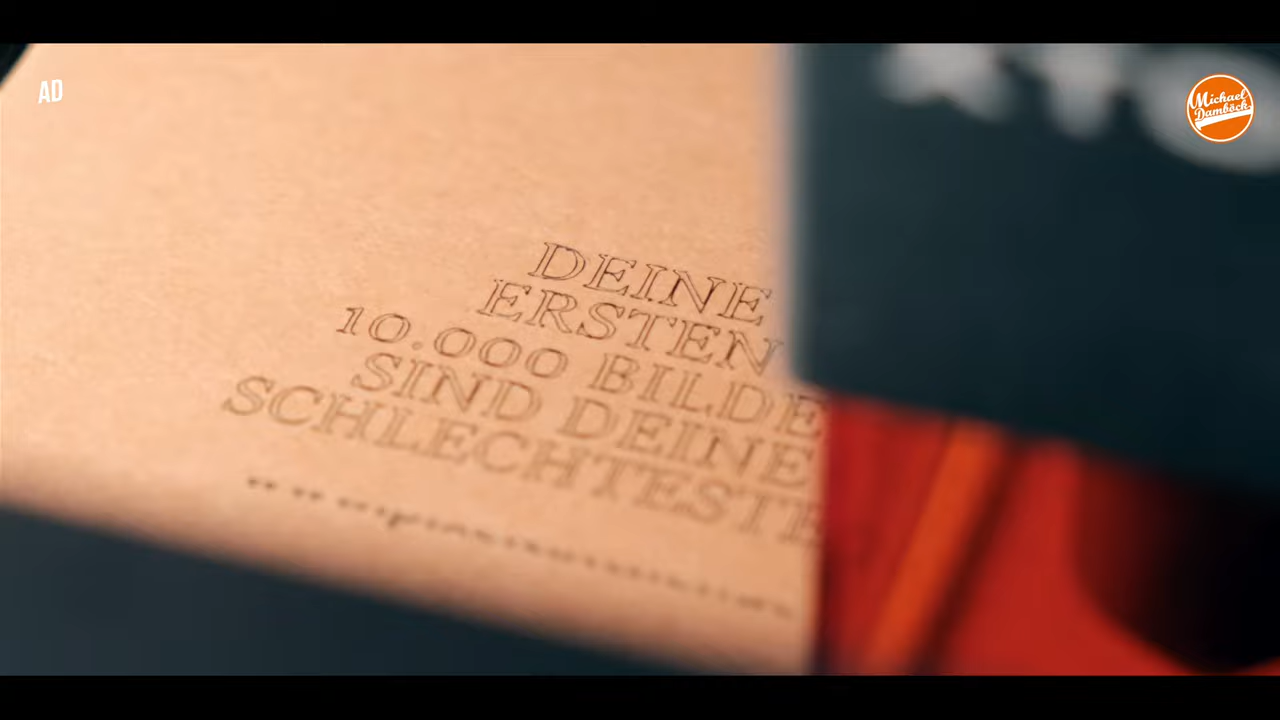 AD
Michael
Damböck
DEINE
ERSTEN
10.000 BILDE
SIND DEINE
SCHLECHTESTE